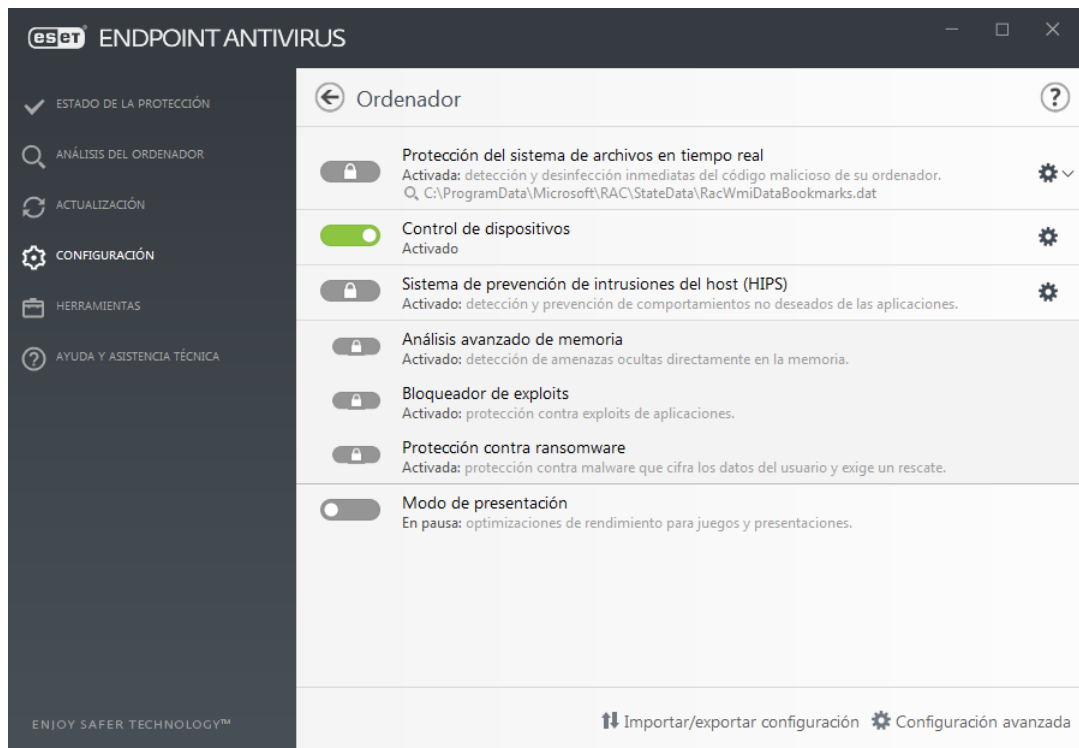 eseT ENDPOINT ANTIVIRUS
ESTADO DE LA PROTECCIÓN
ANÁLISIS DEL ORDENADOR
ACTUALIZACIÓN
CONFIGURACIÓN
HERRAMIENTAS
AYUDA Y ASISTENCIA TÉCNICA
ENJOY SAFER TECHNOLOGY™
Ordenador
?
Protección del sistema de archivos en tiempo real
Activada: detección y desinfección inmediatas del código malicioso de su ordenador.
C:\ProgramData\Microsoft\RAC\StateData\RacWmiDataBookmarks.dat
Control de dispositivos
Activado
Sistema de prevención de intrusiones del host (HIPS)
Activado: detección y prevención de comportamientos no deseados de las aplicaciones.
Análisis avanzado de memoria
Activado: detección de amenazas ocultas directamente en la memoria.
Bloqueador de exploits
Activado: protección contra exploits de aplicaciones.
Protección contra ransomware
Activada: protección contra malware que cifra los datos del usuario y exige un rescate.
Modo de presentación
En pausa: optimizaciones de rendimiento para juegos y presentaciones.
Importar/exportar configuración Configuración avanzada